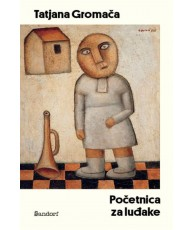 Tatjana Gromača
Početnica
za luđake
Sandorf